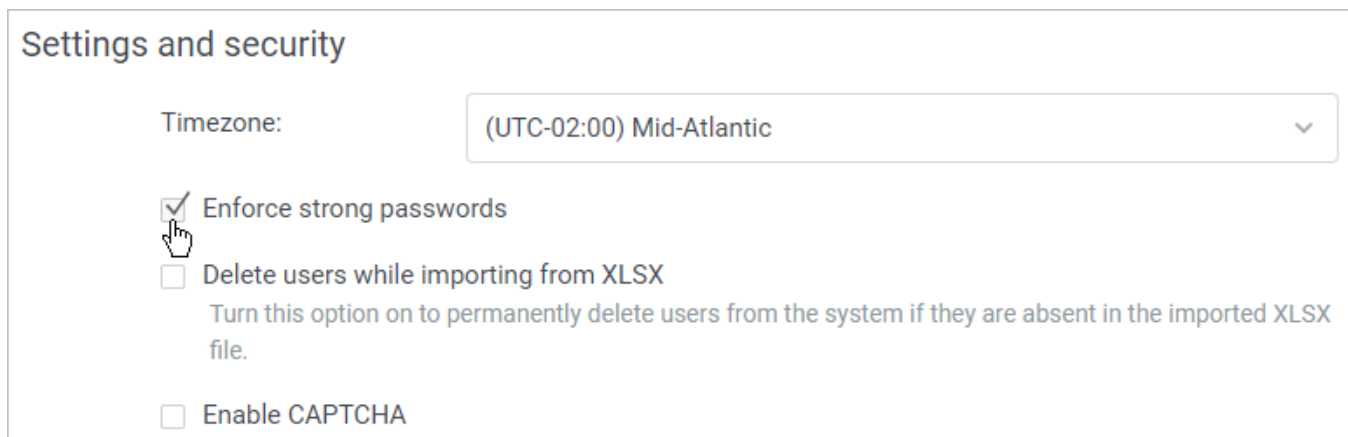 Settings and security
Timezone:
(UTC-02:00) Mid-Atlantic
Enforce strong passwords
Delete users while importing from XLSX
Turn this option on to permanently delete users from the system if they are absent in the imported XLSX
file.
Enable CAPTCHA